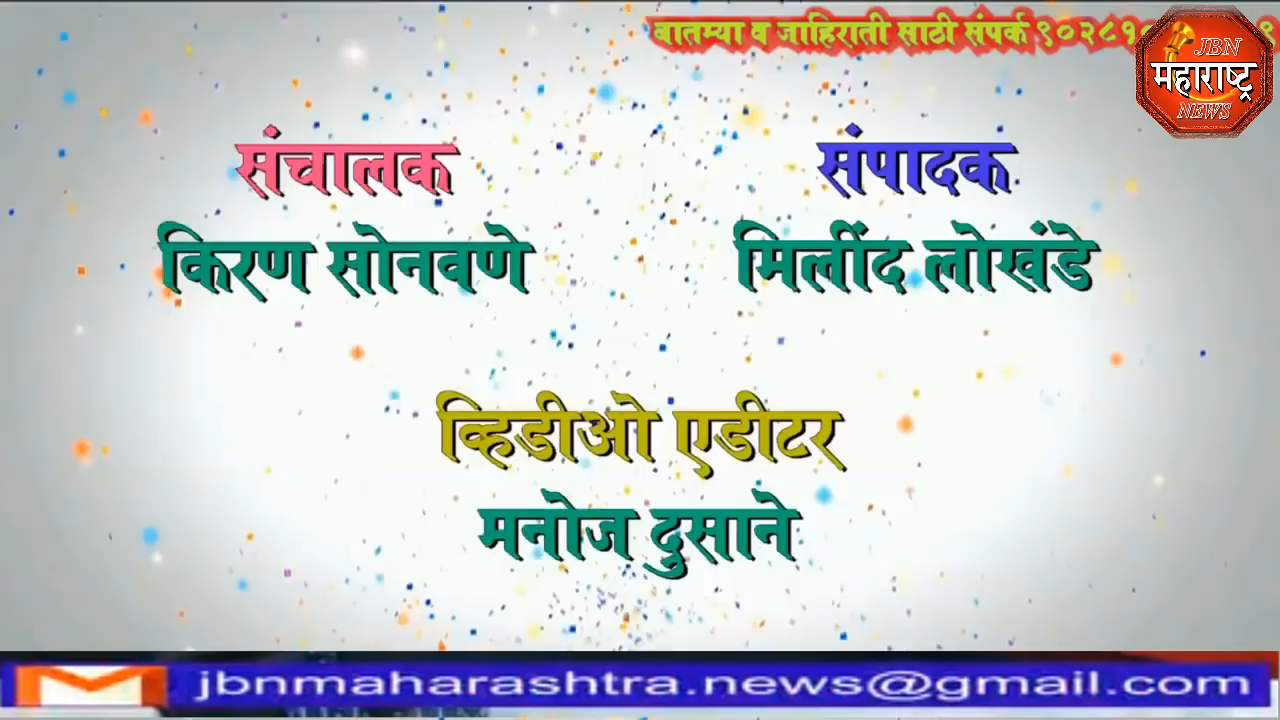 बातम्या व जाहिराती साठी संपर्क
JBN
महाराष्ट्र
NEWS
संचालक
संपादक
किरण सोनवणे
मिलींद लोखंडे
व्हिडीओ एडीटर
मनोज दुसाने
jbnmaharashtra.news@gmail.com